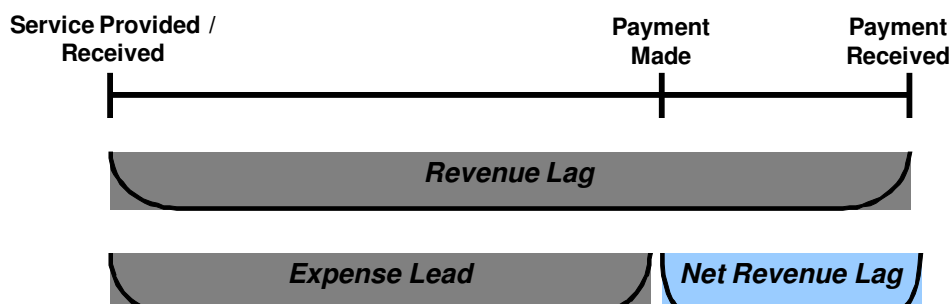 Service Provided /
Received
Payment
Made
Payment
Received
Revenue Lag
Expense Lead
Net Revenue Lag